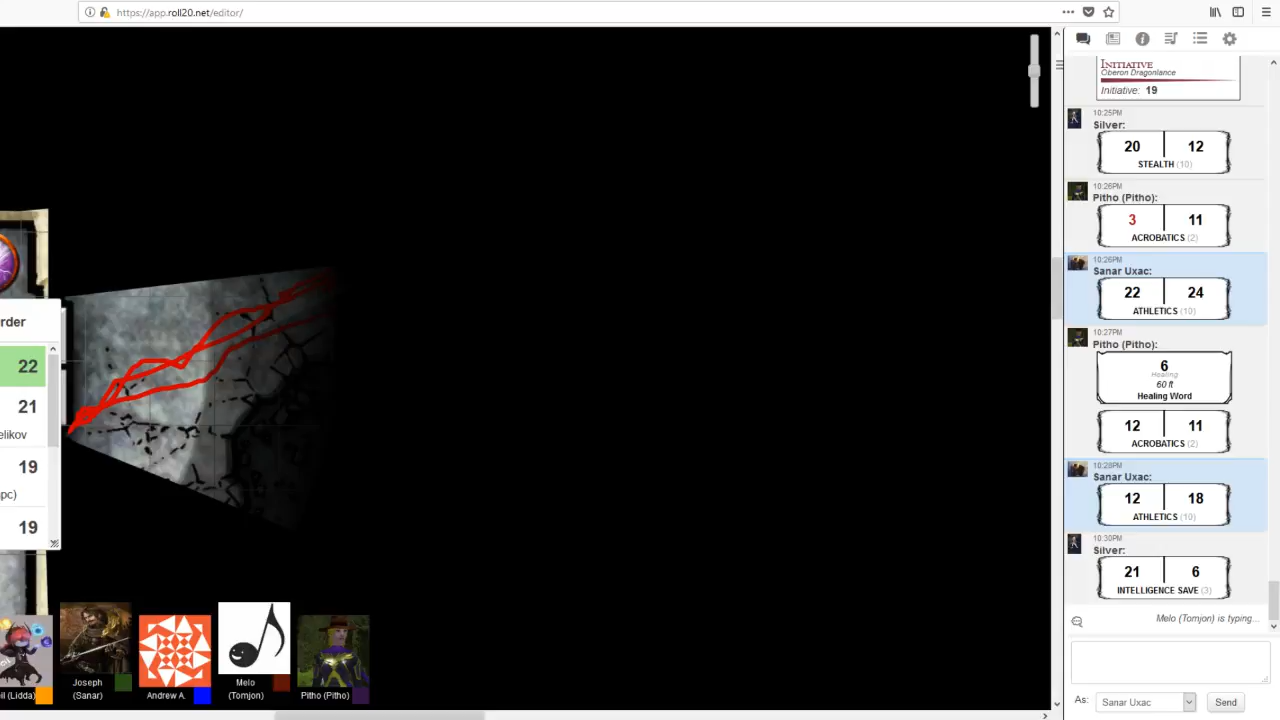 https://app.roll20.net/editor/
INITIATIVE
Oberon Dragonlance
Initiative: 19
10:25PM
Silver:
20 12
STEALTH (10)
10:26PM
Pitho (Pitho):
3 11
ACROBATICS (2)
10:26PM
Sanar Uxac:
22 24
ATHLETICS (10)
10:27PM
Pitho (Pitho):
6
Healing
60 ft
Healing Word
12 11
ACROBATICS (2)
10:28PM
Sanar Uxac:
12 18
ATHLETICS (10)
10:30PM
Silver:
21 6
INTELLIGENCE SAVE (3)
Melo (Tomjon) is typing...
As: Sanar Uxac Send
rder
22
21
elikov
19
npc)
19
il (Lidda)
Joseph
(Sanar)
Andrew A.
Melo
(Tomjon)
Pitho (Pitho)